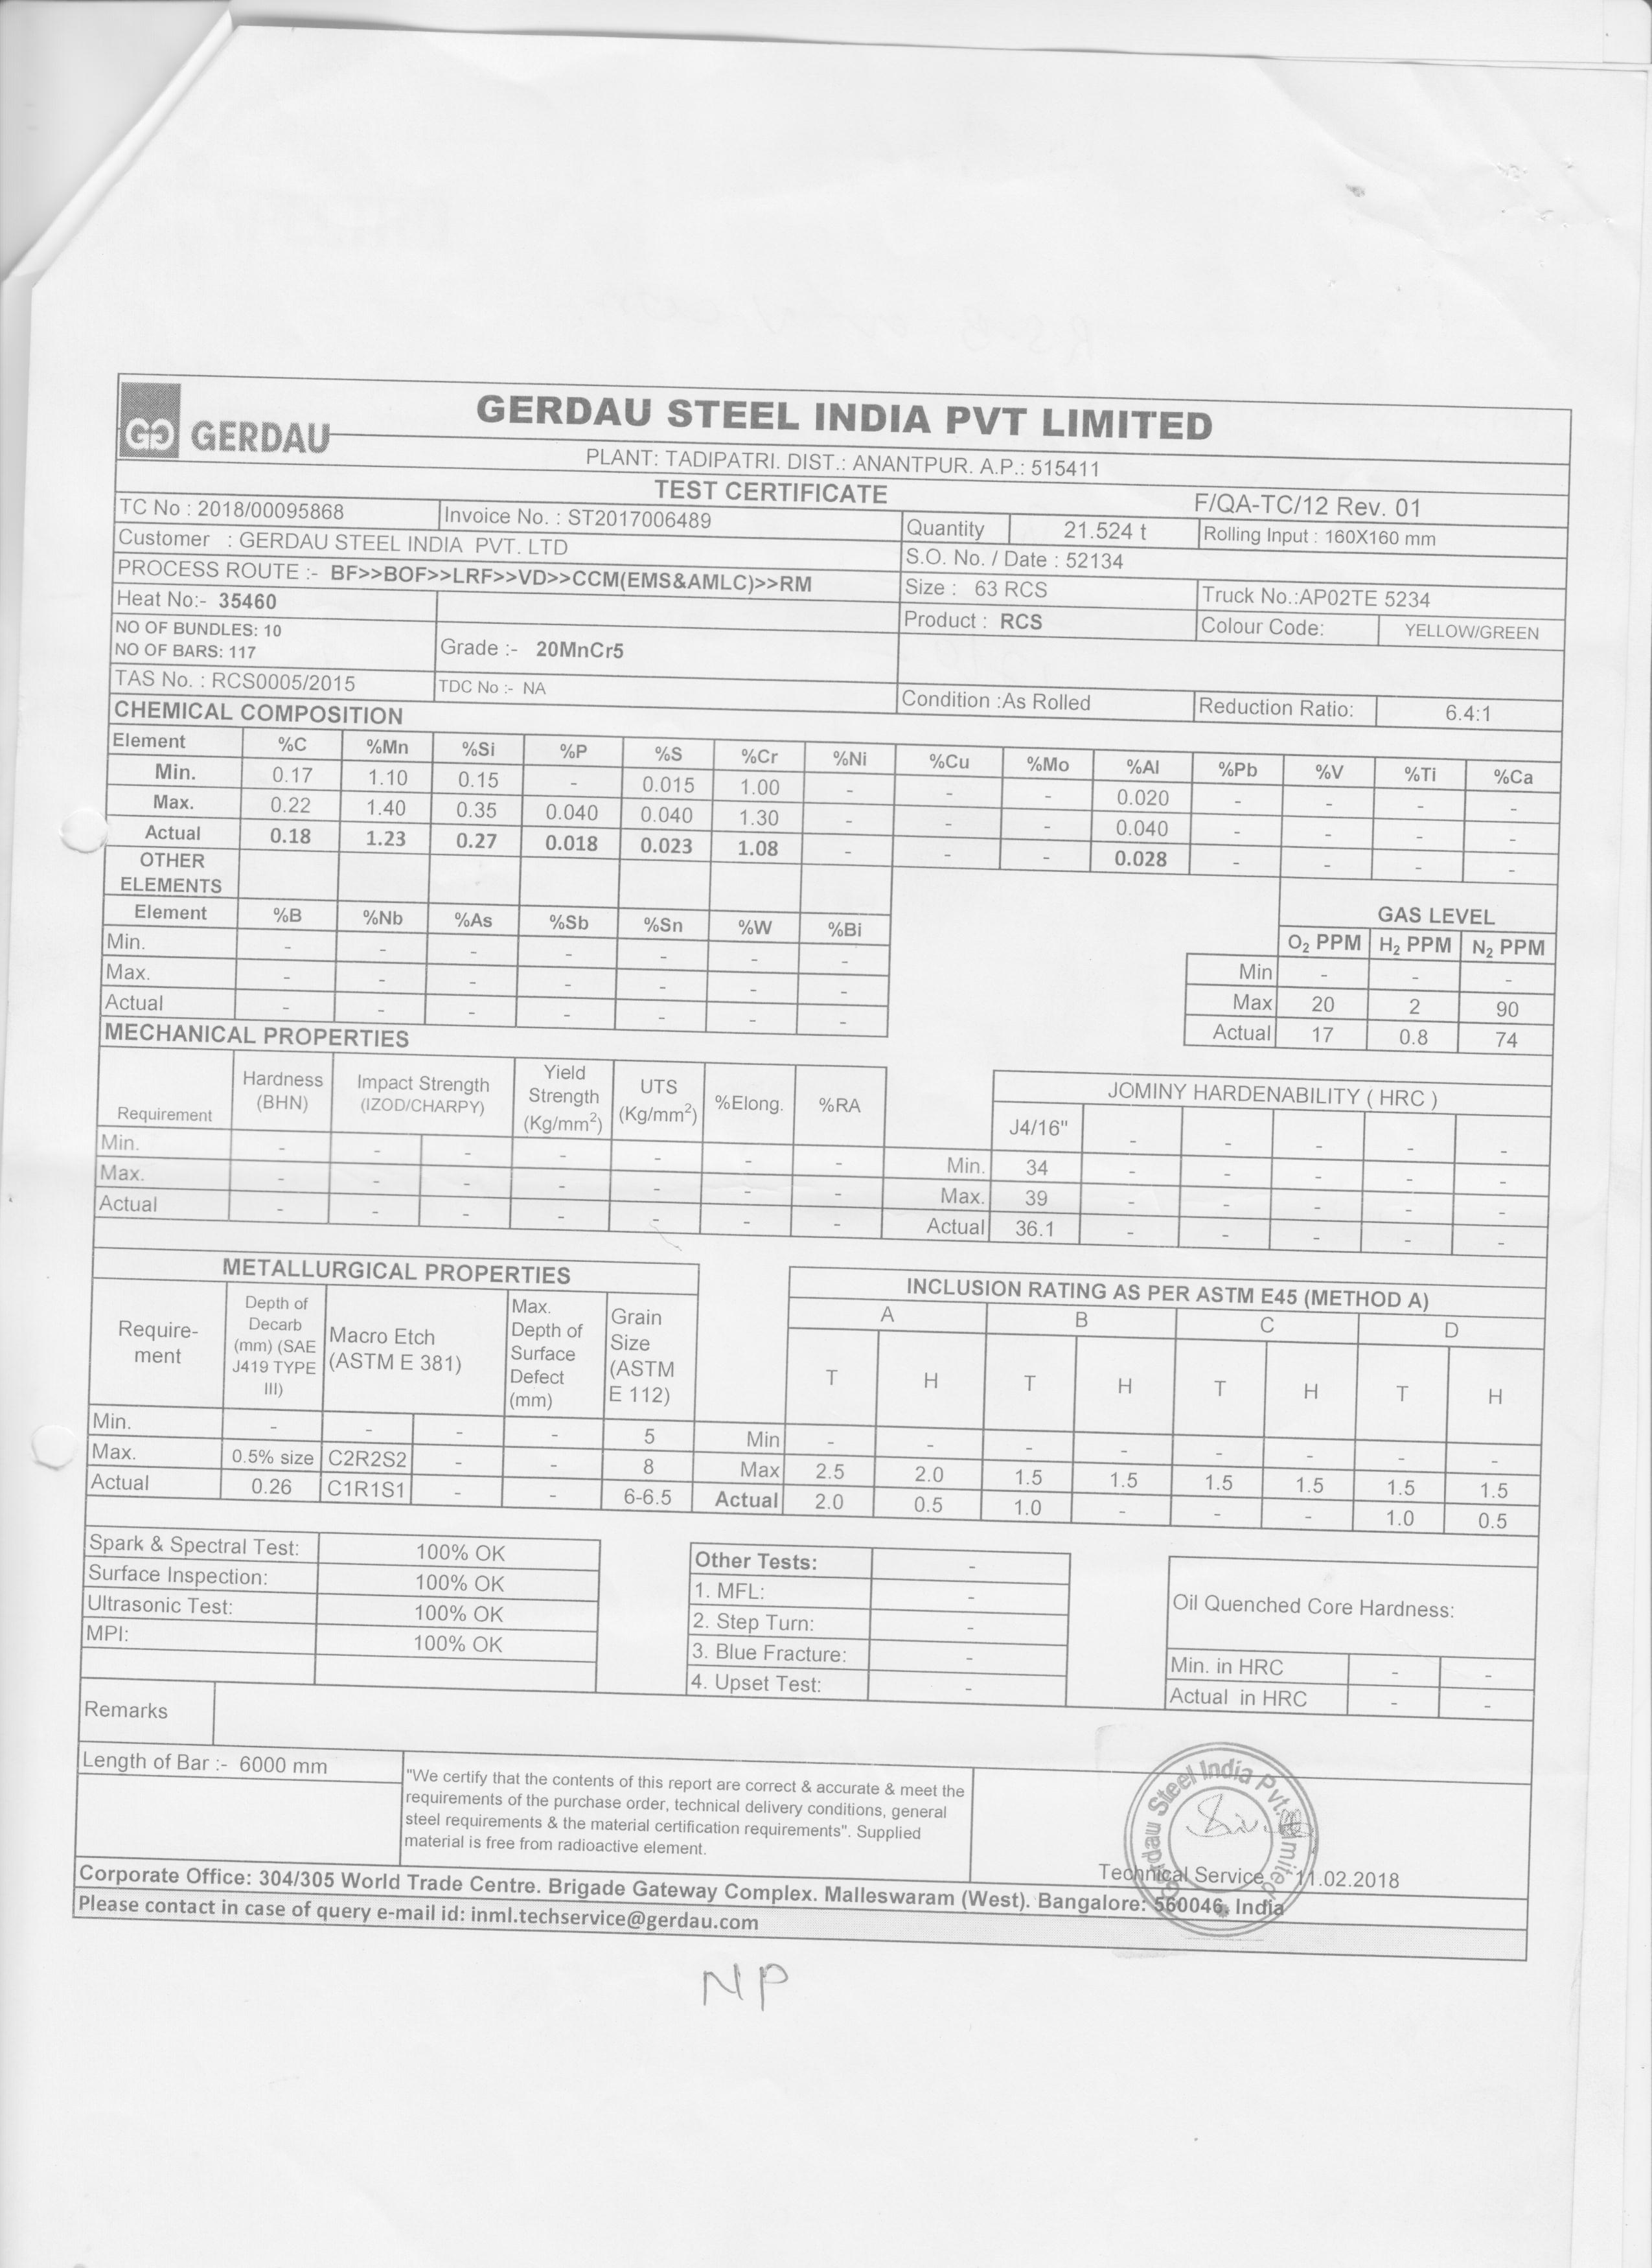 GERDAU
GERDAU STEEL INDIA PVT LIMITED
PLANT: TADIPATRI. DIST.: ANANTPUR. A.P.: 515411
TEST CERTIFICATE
F/QA-TC/12 Rev. 01
TC No : 2018/00095868 Invoice No. : ST2017006489 Quantity 21.524 t Rolling Input : 160X160 mm
Customer : GERDAU STEEL INDIA PVT. LTD S.O. No. / Date : 52134
PROCESS ROUTE :- BF>>BOF>>LRF>>VD>>CCM(EMS&AMLC)>>RM Size : 63 RCS Truck No.:AP02TE 5234
Heat No:- 35460 Product : RCS Colour Code: YELLOW/GREEN
NO OF BUNDLES: 10
NO OF BARS: 117 Grade :- 20MnCr5
TAS No. : RCS0005/2015 TDC No :- NA Condition :As Rolled Reduction Ratio: 6.4:1
CHEMICAL COMPOSITION
Element %C %Mn %Si %P %S %Cr %Ni %Cu %Mo %Al %Pb %V %Ti %Ca
Min. 0.17 1.10 0.15 - 0.015 1.00 - - - 0.020 - - - -
Max. 0.22 1.40 0.35 0.040 0.040 1.30 - - - 0.040 - - - -
Actual 0.18 1.23 0.27 0.018 0.023 1.08 - - - 0.028 - - - -
OTHER
ELEMENTS
Element %B %Nb %As %Sb %Sn %W %Bi
Min. - - - - - - -
Max. - - - - - - -
Actual - - - - - - -
GAS LEVEL
O₂ PPM H₂ PPM N₂ PPM
Min - - -
Max 20 2 90
Actual 17 0.8 74
MECHANICAL PROPERTIES
Requirement Hardness (BHN) Impact Strength (IZOD/CHARPY) Yield Strength (Kg/mm²) UTS (Kg/mm²) %Elong. %RA
Min. - - - - - - -
Max. - - - - - - -
Actual - - - - - - -
JOMINY HARDENABILITY ( HRC )
J4/16" - - - - -
Min. 34 - - - - -
Max. 39 - - - - -
Actual 36.1 - - - - -
METALLURGICAL PROPERTIES
Require-ment Depth of Decarb (mm) (SAE J419 TYPE III) Macro Etch (ASTM E 381) Max. Depth of Surface Defect (mm) Grain Size (ASTM E 112)
Min. - - - - 5
Max. 0.5% size C2R2S2 - - 8
Actual 0.26 C1R1S1 - - 6-6.5
INCLUSION RATING AS PER ASTM E45 (METHOD A)
A B C D
T H T H T H T H
Min - - - - - - - -
Max 2.5 2.0 1.5 1.5 1.5 1.5 1.5 1.5
Actual 2.0 0.5 1.0 - - - 1.0 0.5
Spark & Spectral Test: 100% OK
Surface Inspection: 100% OK
Ultrasonic Test: 100% OK
MPI: 100% OK
Other Tests: -
1. MFL: -
2. Step Turn: -
3. Blue Fracture: -
4. Upset Test: -
Oil Quenched Core Hardness:
Min. in HRC - -
Actual in HRC - -
Remarks
Length of Bar :- 6000 mm
"We certify that the contents of this report are correct & accurate & meet the
requirements of the purchase order, technical delivery conditions, general
steel requirements & the material certification requirements". Supplied
material is free from radioactive element.
Gerdau Steel India Pvt. Limited
Technical Service 11.02.2018
Corporate Office: 304/305 World Trade Centre. Brigade Gateway Complex. Malleswaram (West). Bangalore: 560046. India
Please contact in case of query e-mail id: inml.techservice@gerdau.com
NP